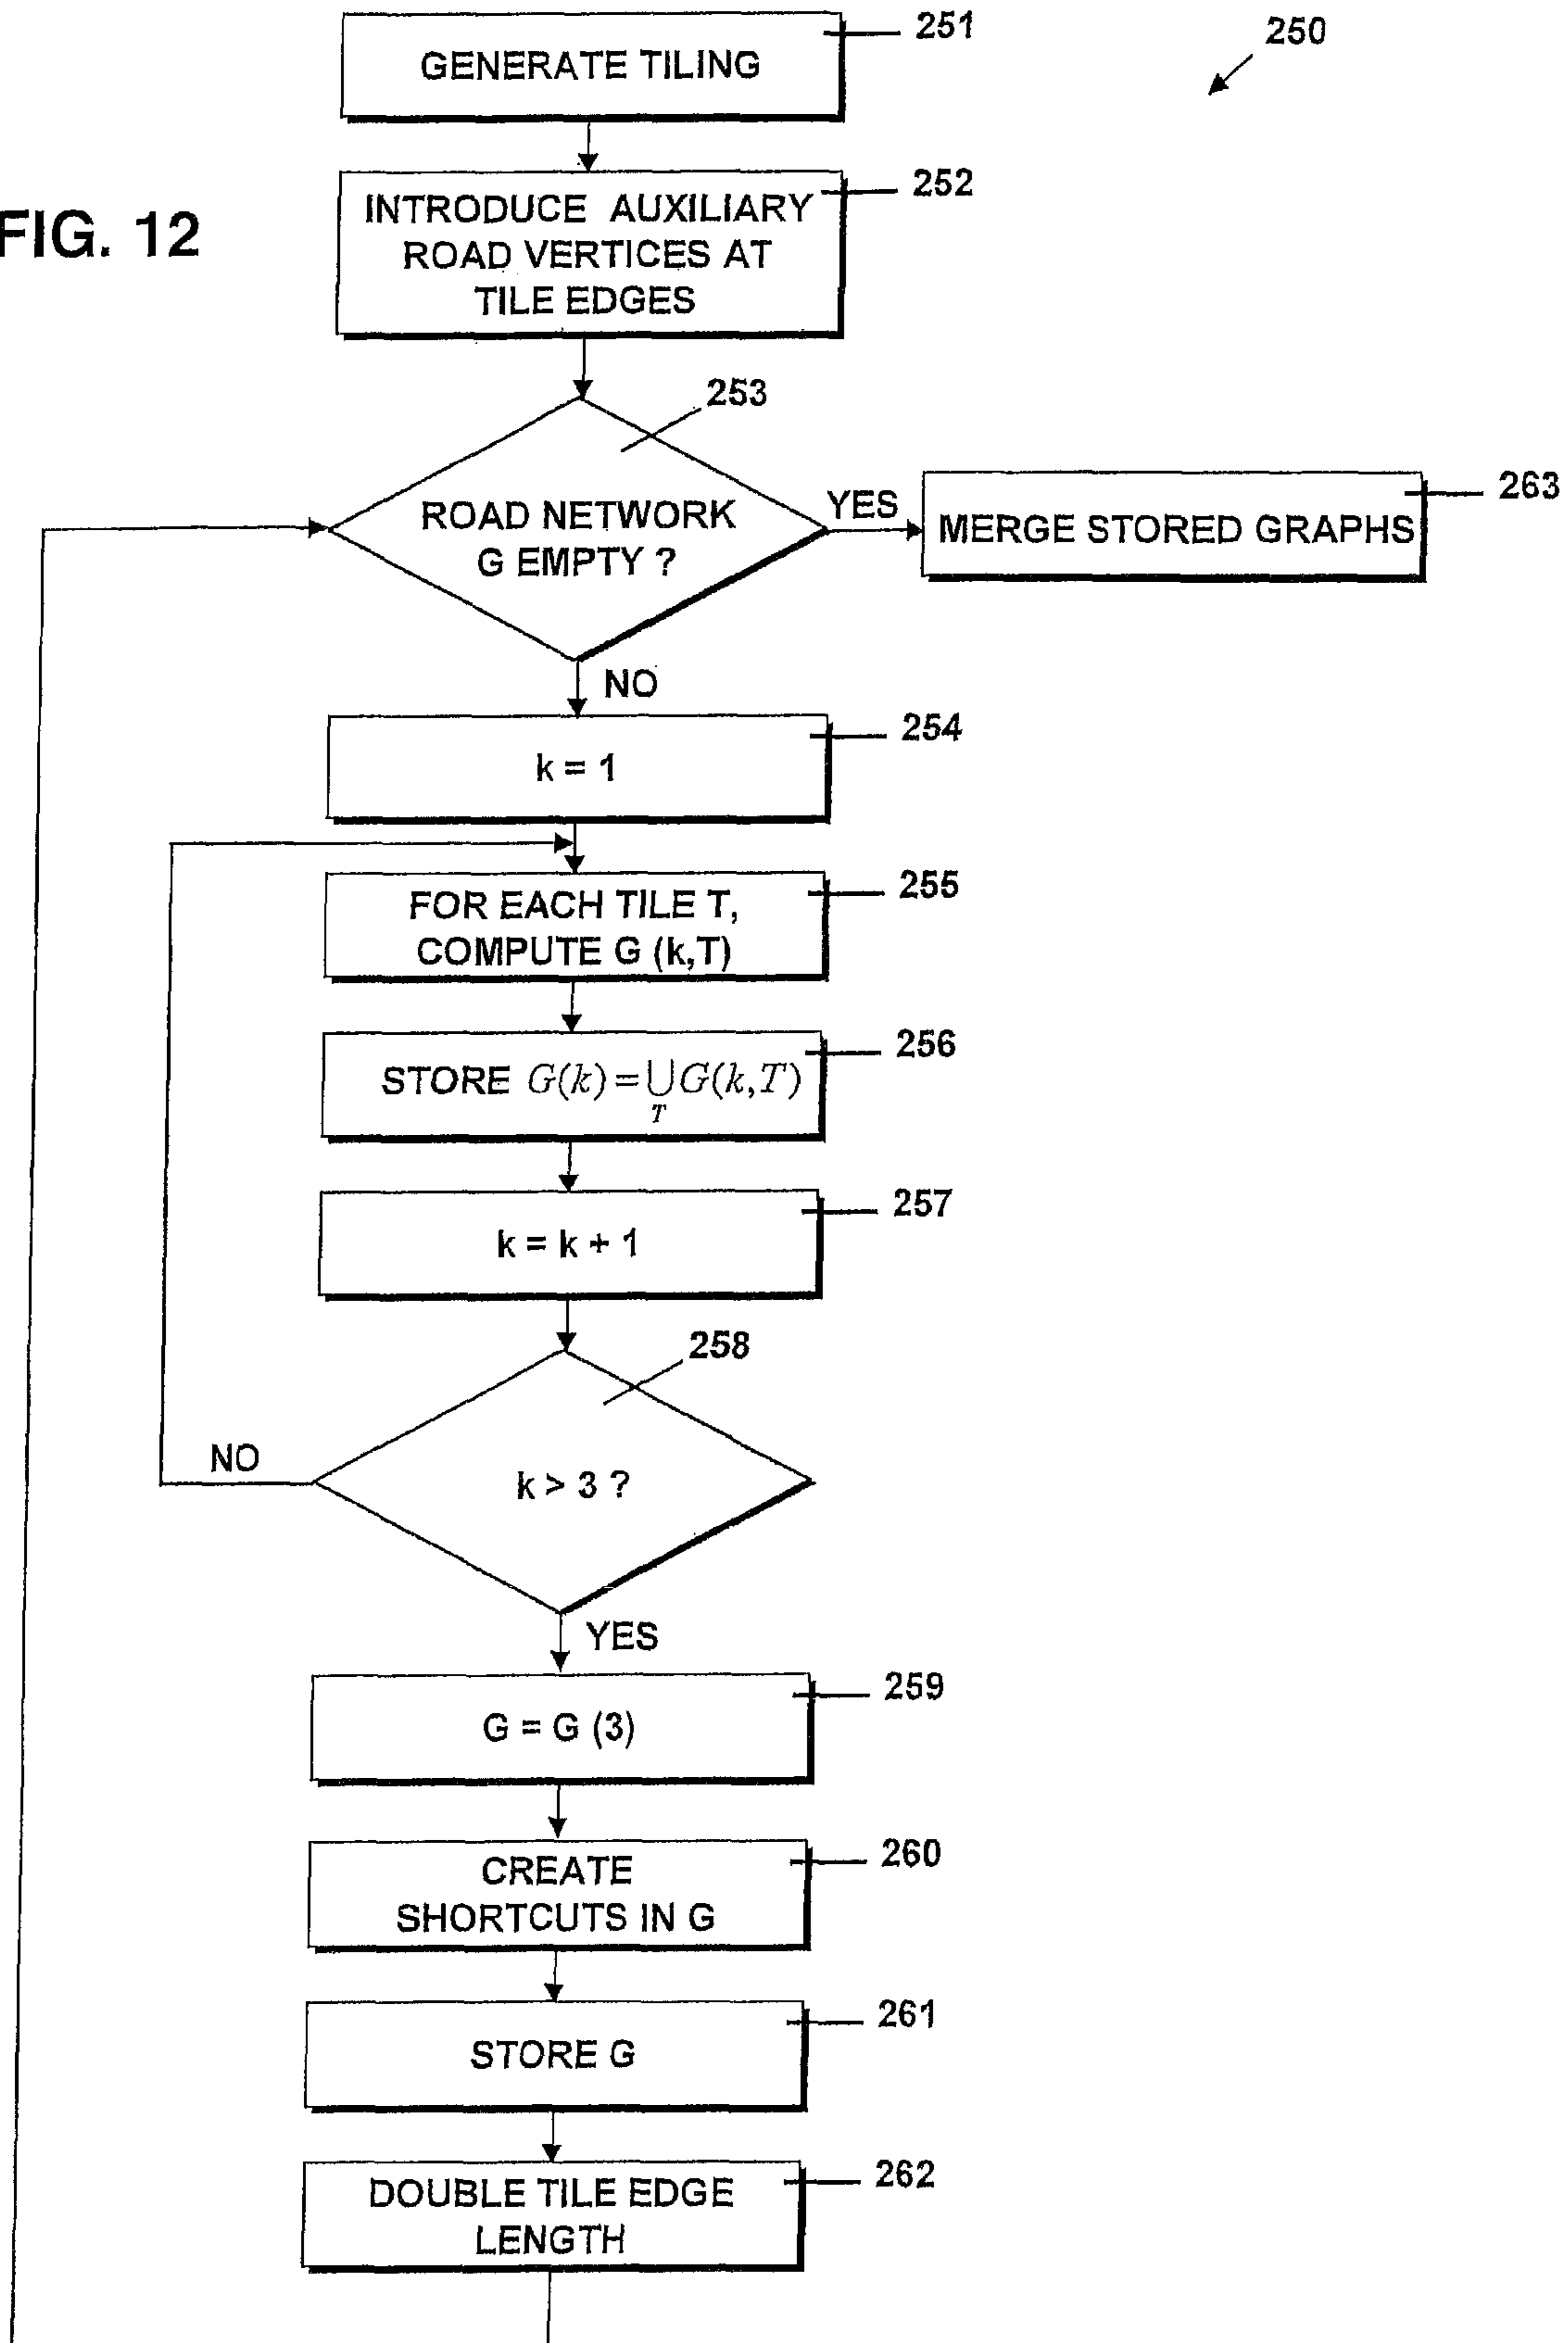 251
GENERATE TILING
250
FIG. 12
252
INTRODUCE AUXILIARY
ROAD VERTICES AT
TILE EDGES
253
ROAD NETWORK
G EMPTY ?
YES
263
MERGE STORED GRAPHS
NO
254
k = 1
255
FOR EACH TILE T,
COMPUTE G (k,T)
256
STORE G(k) = ∪ G(k,T)
T
257
k = k + 1
258
NO
k > 3 ?
YES
259
G = G (3)
260
CREATE
SHORTCUTS IN G
261
STORE G
262
DOUBLE TILE EDGE
LENGTH